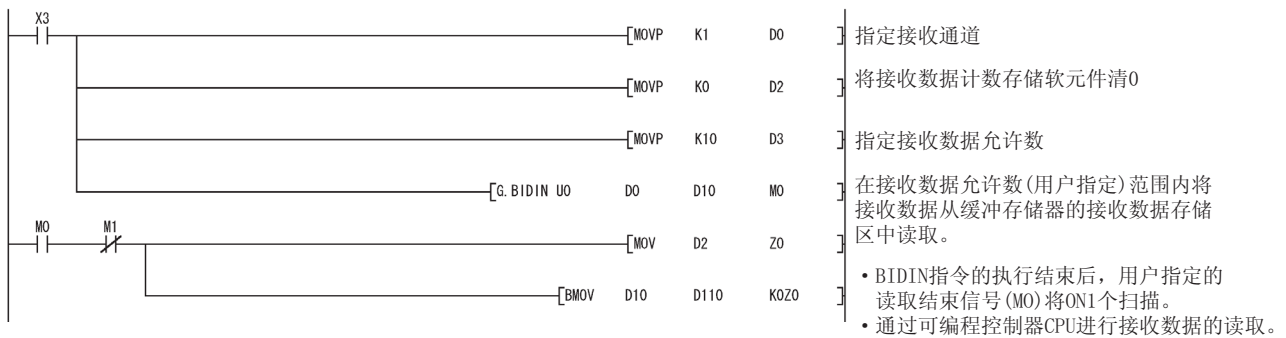 X3
[MOVP K1 D0 ] 指定接收通道
[MOVP K0 D2 ] 将接收数据计数存储软元件清0
[MOVP K10 D3 ] 指定接收数据允许数
[G.BIDIN U0 D0 D10 M0 ] 在接收数据允许数(用户指定)范围内将
接收数据从缓冲存储器的接收数据存储
区中读取。
M0 M1
[MOV D2 Z0 ]
[BMOV D10 D110 K0Z0 ]
・BIDIN指令的执行结束后，用户指定的
读取结束信号(M0)将ON1个扫描。
・通过可编程控制器CPU进行接收数据的读取。